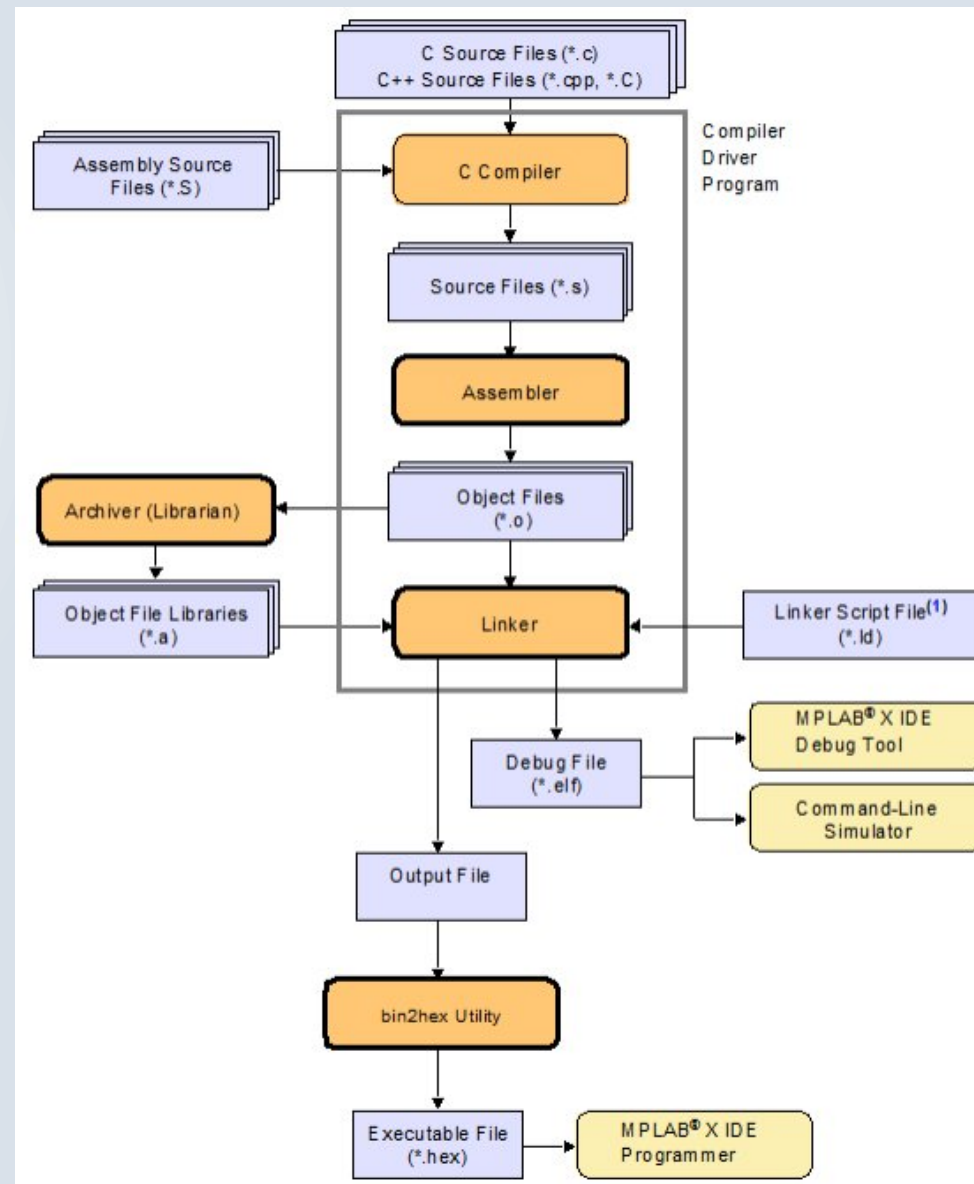 C Source Files (*.c)
C++ Source Files (*.cpp, *.C)
Compiler
Driver
Program
Assembly Source
Files (*.S)
C Compiler
Source Files (*.s)
Assembler
Archiver (Librarian)
Object Files
(*.o)
Object File Libraries
(*.a)
Linker
Linker Script File(1)
(*.ld)
Debug File
(*.elf)
MPLAB® X IDE
Debug Tool
Command-Line
Simulator
Output File
bin2hex Utility
Executable File
(*.hex)
MPLAB® X IDE
Programmer